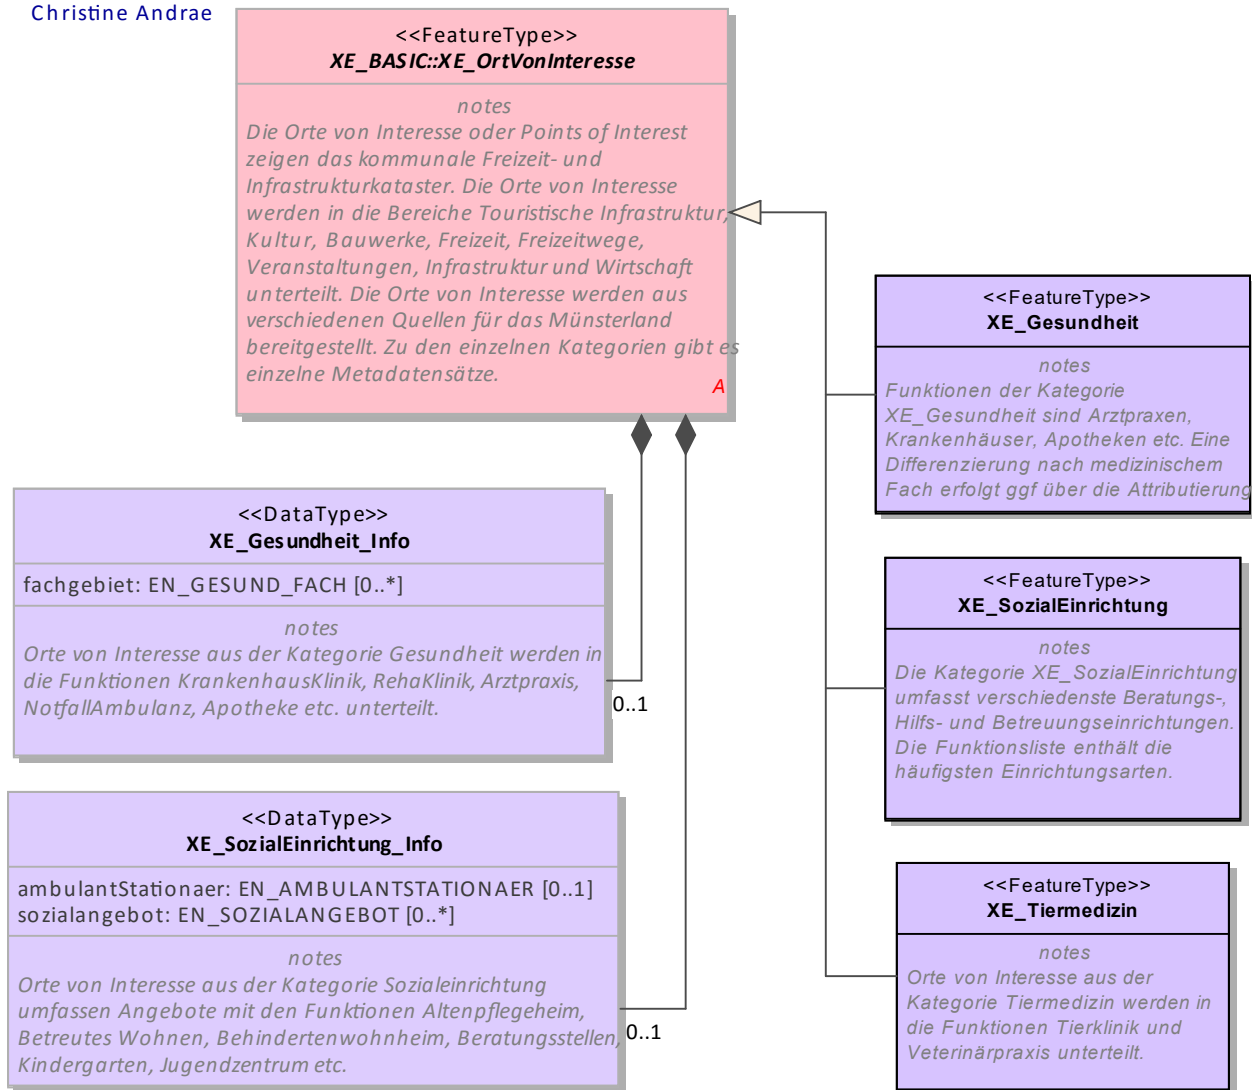 Christine Andrae
<<FeatureType>>
XE_BASIC::XE_OrtVonInteresse
notes
Die Orte von Interesse oder Points of Interest
zeigen das kommunale Freizeit- und
Infrastrukturkataster. Die Orte von Interesse
werden in die Bereiche Touristische Infrastruktur,
Kultur, Bauwerke, Freizeit, Freizeitwege,
Veranstaltungen, Infrastruktur und Wirtschaft
unterteilt. Die Orte von Interesse werden aus
verschiedenen Quellen für das Münsterland
bereitgestellt. Zu den einzelnen Kategorien gibt es
einzelne Metadatensätze.
A
<<FeatureType>>
XE_Gesundheit
notes
Funktionen der Kategorie
XE_Gesundheit sind Arztpraxen,
Krankenhäuser, Apotheken etc. Eine
Differenzierung nach medizinischem
Fach erfolgt ggf über die Attributierung
<<DataType>>
XE_Gesundheit_Info
fachgebiet: EN_GESUND_FACH [0..*]
notes
Orte von Interesse aus der Kategorie Gesundheit werden in
die Funktionen KrankenhausKlinik, RehaKlinik, Arztpraxis,
NotfallAmbulanz, Apotheke etc. unterteilt.
0..1
<<FeatureType>>
XE_SozialEinrichtung
notes
Die Kategorie XE_SozialEinrichtung
umfasst verschiedenste Beratungs-,
Hilfs- und Betreuungseinrichtungen.
Die Funktionsliste enthält die
häufigsten Einrichtungsarten.
<<DataType>>
XE_SozialEinrichtung_Info
ambulantStationaer: EN_AMBULANTSTATIONAER [0..1]
sozialangebot: EN_SOZIALANGEBOT [0..*]
notes
Orte von Interesse aus der Kategorie Sozialeinrichtung
umfassen Angebote mit den Funktionen Altenpflegeheim,
Betreutes Wohnen, Behindertenwohnheim, Beratungsstellen,
Kindergarten, Jugendzentrum etc.
0..1
<<FeatureType>>
XE_Tiermedizin
notes
Orte von Interesse aus der
Kategorie Tiermedizin werden in
die Funktionen Tierklinik und
Veterinärpraxis unterteilt.